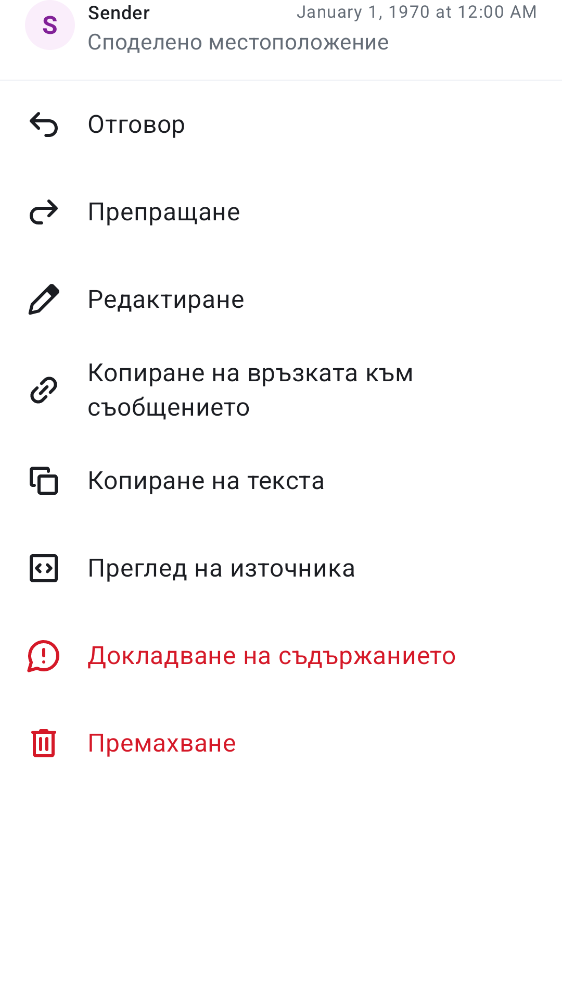 S
Sender
January 1, 1970 at 12:00 AM
Споделено местоположение
Отговор
Препращане
Редактиране
Копиране на връзката към
съобщението
Копиране на текста
Преглед на източника
Докладване на съдържанието
Премахване